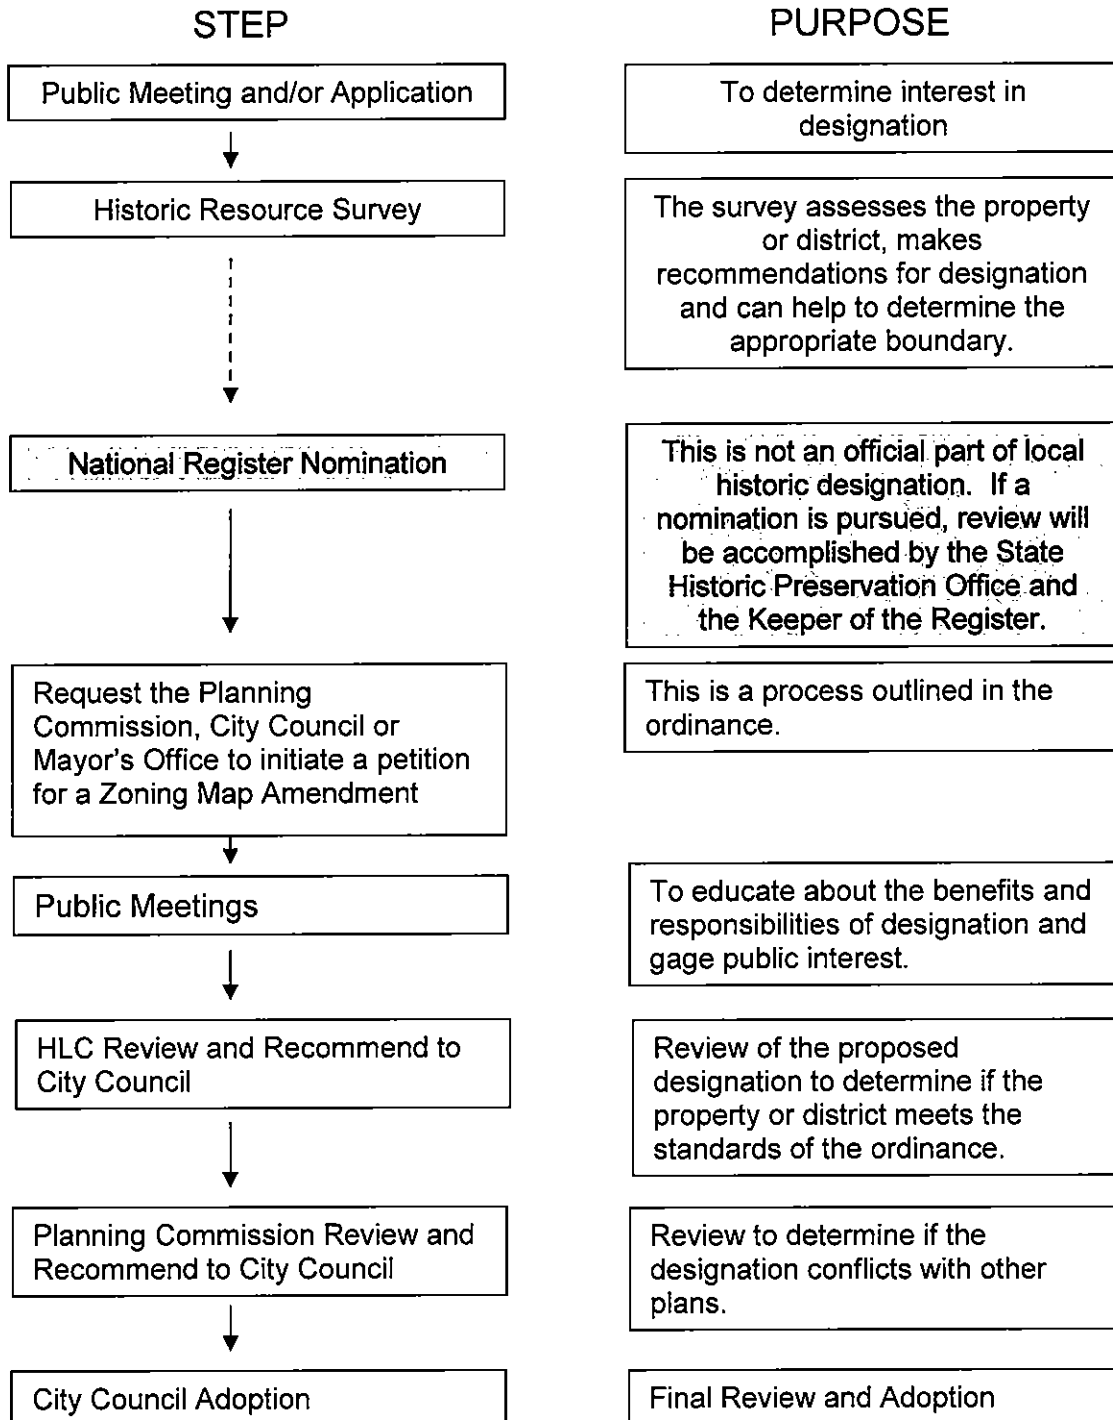 STEP
PURPOSE
Public Meeting and/or Application
To determine interest in
designation
Historic Resource Survey
The survey assesses the property
or district, makes
recommendations for designation
and can help to determine the
appropriate boundary.
National Register Nomination
This is not an official part of local
historic designation. If a
nomination is pursued, review will
be accomplished by the State
Historic Preservation Office and
the Keeper of the Register.
Request the Planning
Commission, City Council or
Mayor's Office to initiate a petition
for a Zoning Map Amendment
This is a process outlined in the
ordinance.
Public Meetings
To educate about the benefits and
responsibilities of designation and
gage public interest.
HLC Review and Recommend to
City Council
Review of the proposed
designation to determine if the
property or district meets the
standards of the ordinance.
Planning Commission Review and
Recommend to City Council
Review to determine if the
designation conflicts with other
plans.
City Council Adoption
Final Review and Adoption